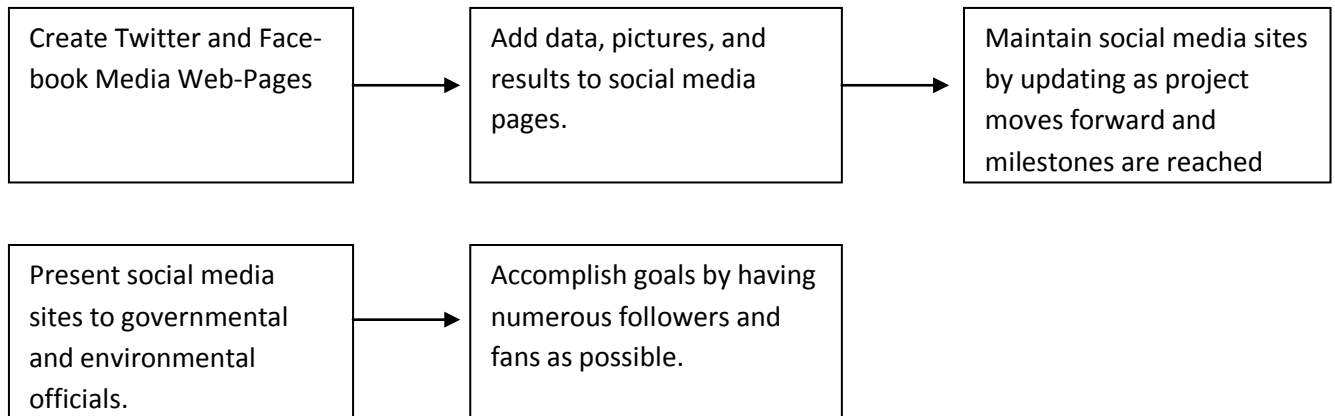 Create Twitter and Face-
book Media Web-Pages
Add data, pictures, and
results to social media
pages.
Maintain social media sites
by updating as project
moves forward and
milestones are reached
Present social media
sites to governmental
and environmental
officials.
Accomplish goals by having
numerous followers and
fans as possible.